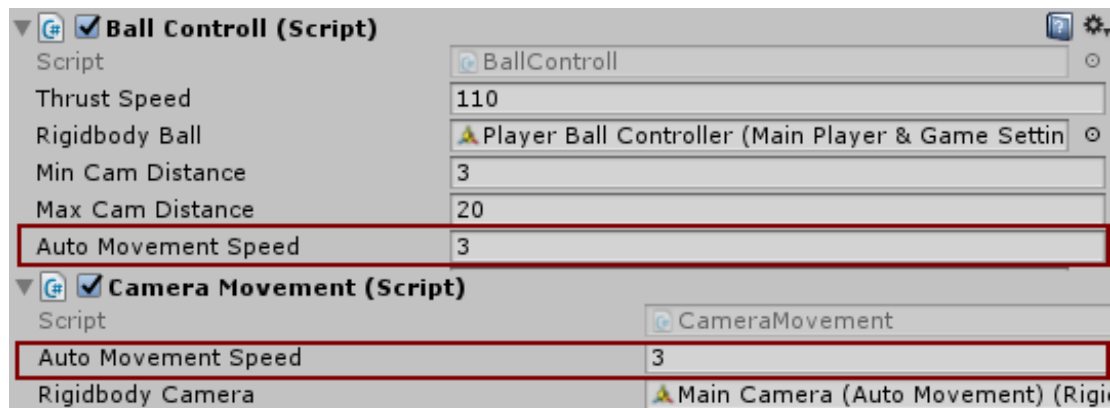 Ball Controll (Script)
Script BallControll
Thrust Speed 110
Rigidbody Ball Player Ball Controller (Main Player & Game Settin
Min Cam Distance 3
Max Cam Distance 20
Auto Movement Speed 3
Camera Movement (Script)
Script CameraMovement
Auto Movement Speed 3
Rigidbody Camera Main Camera (Auto Movement) (Rigi